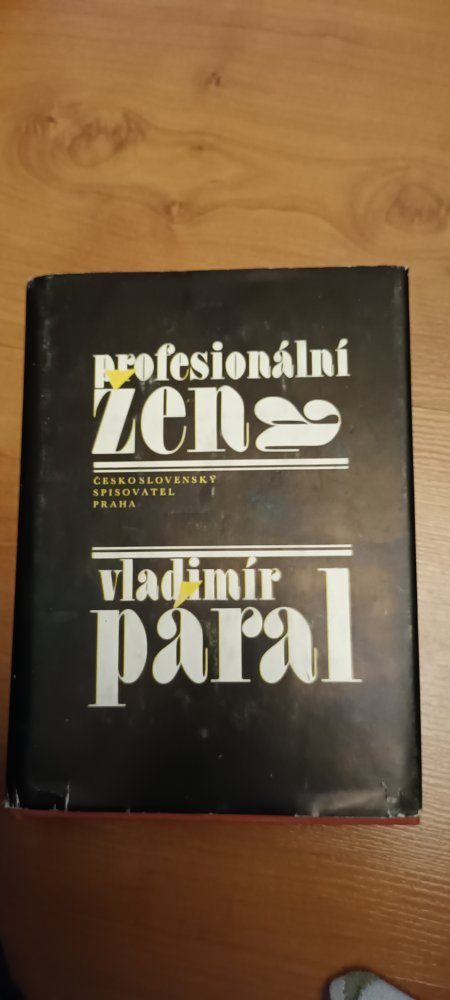 profesionální
žena
ČESKOSLOVENSKÝ
SPISOVATEL
PRAHA
vladimír
páral